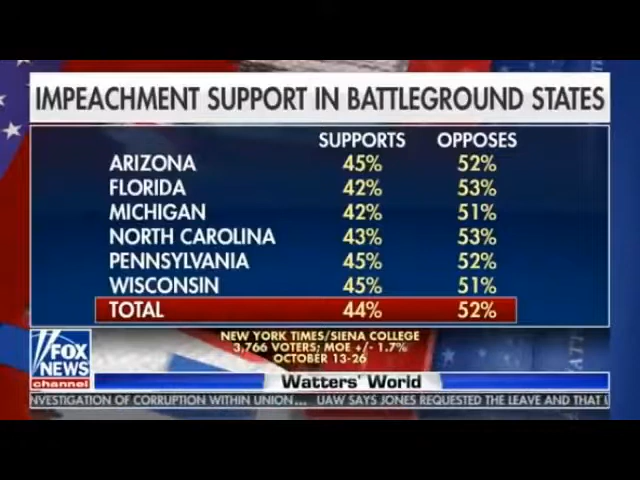 IMPEACHMENT SUPPORT IN BATTLEGROUND STATES
SUPPORTS OPPOSES
ARIZONA 45% 52%
FLORIDA 42% 53%
MICHIGAN 42% 51%
NORTH CAROLINA 43% 53%
PENNSYLVANIA 45% 52%
WISCONSIN 45% 51%
TOTAL 44% 52%
NEW YORK TIMES/SIENA COLLEGE
3,766 VOTERS; MOE +/- 1.7%
OCTOBER 13-26
FOX
NEWS
channel
Watters' World
NVESTIGATION OF CORRUPTION WITHIN UNION... UAW SAYS JONES REQUESTED THE LEAVE AND THAT